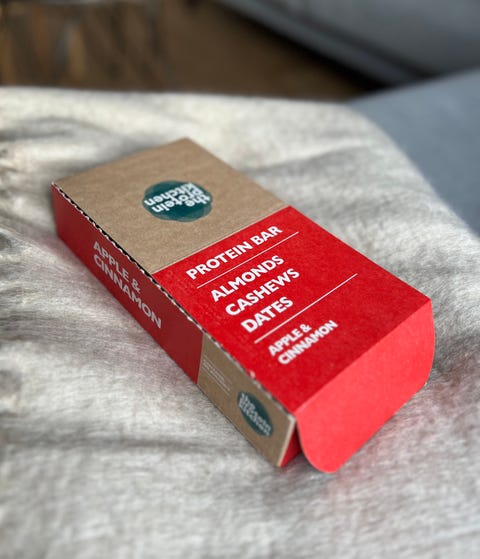 the
protein
kitchen
PROTEIN BAR
ALMONDS
CASHEWS
DATES
APPLE &
CINNAMON
APPLE &
CINNAMON
the
protein
kitchen